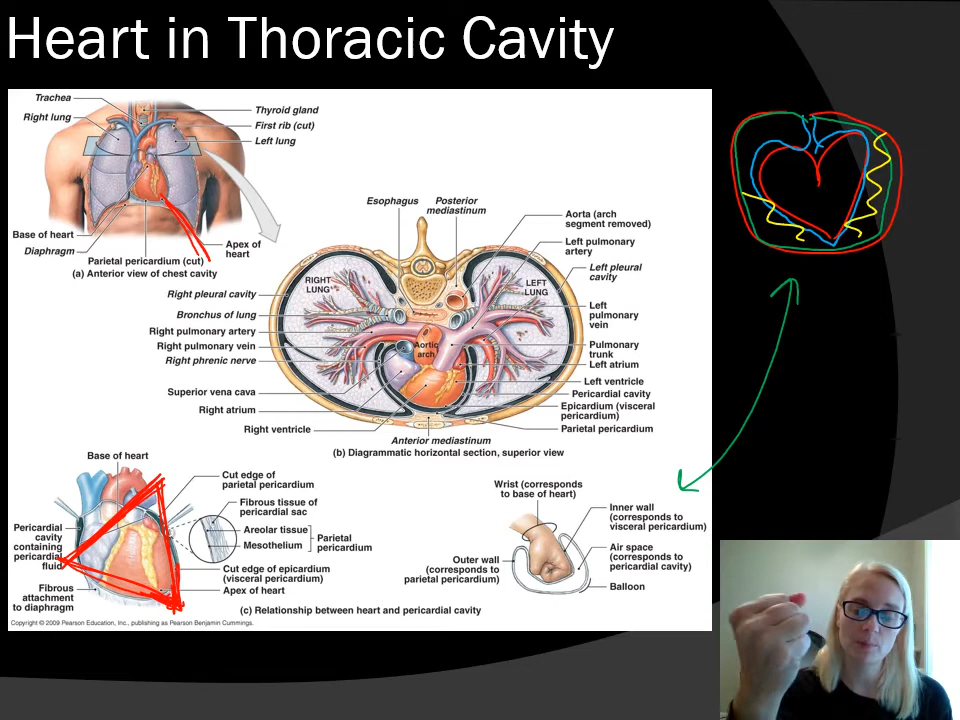 Heart in Thoracic Cavity
Trachea
Right lung
Thyroid gland
First rib (cut)
Left lung
Base of heart
Diaphragm
Apex of
heart
Parietal pericardium (cut)
(a) Anterior view of chest cavity
Esophagus
Posterior
mediastinum
Aorta (arch
segment removed)
Left pulmonary
artery
Left pleural
cavity
Left
pulmonary
vein
Pulmonary
trunk
Left atrium
Left ventricle
Pericardial cavity
Epicardium (visceral
pericardium)
Parietal pericardium
RIGHT
LUNG
LEFT
LUNG
Aortic
arch
Right pleural cavity
Bronchus of lung
Right pulmonary artery
Right pulmonary vein
Right phrenic nerve
Superior vena cava
Right atrium
Right ventricle
Anterior mediastinum
(b) Diagrammatic horizontal section, superior view
Base of heart
Cut edge of
parietal pericardium
Fibrous tissue of
pericardial sac
Areolar tissue
Mesothelium
Parietal
pericardium
Cut edge of epicardium
(visceral pericardium)
Apex of heart
Pericardial
cavity
containing
pericardial
fluid
Fibrous
attachment
to diaphragm
Wrist (corresponds
to base of heart)
Inner wall
(corresponds to
visceral pericardium)
Air space
(corresponds to
pericardial cavity)
Balloon
Outer wall
(corresponds to
parietal pericardium)
(c) Relationship between heart and pericardial cavity
Copyright © 2009 Pearson Education, Inc., publishing as Pearson Benjamin Cummings.